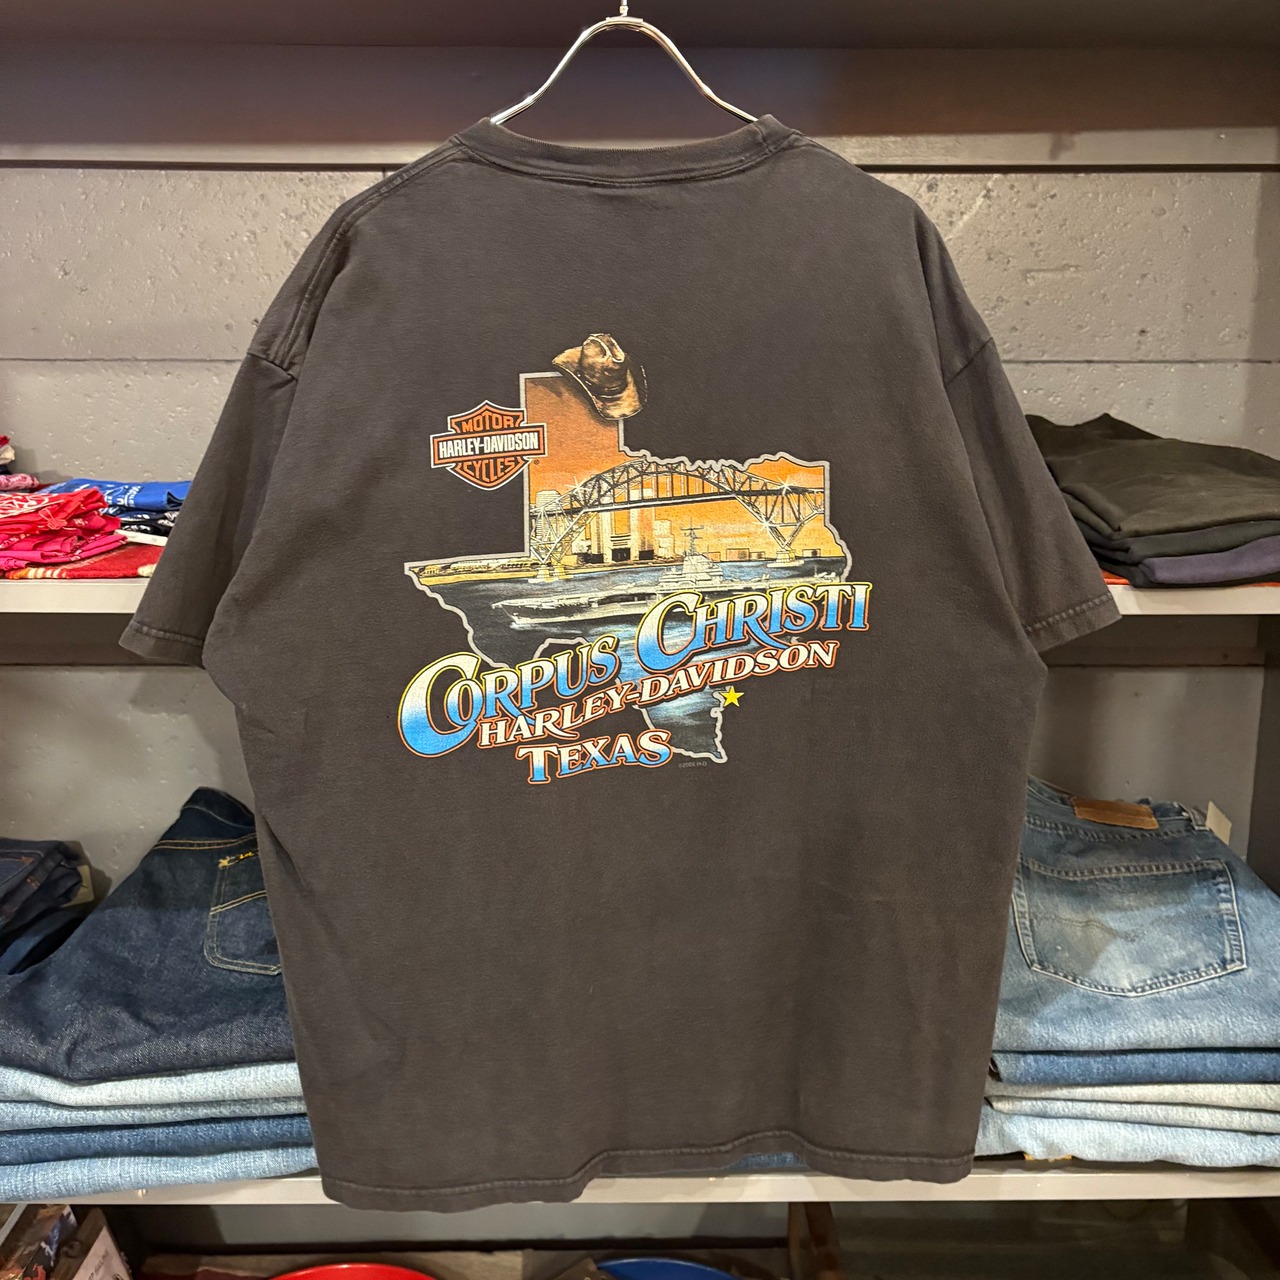 MOTOR
HARLEY-DAVIDSON
CYCLES
CORPUS CHRISTI
HARLEY-DAVIDSON
TEXAS